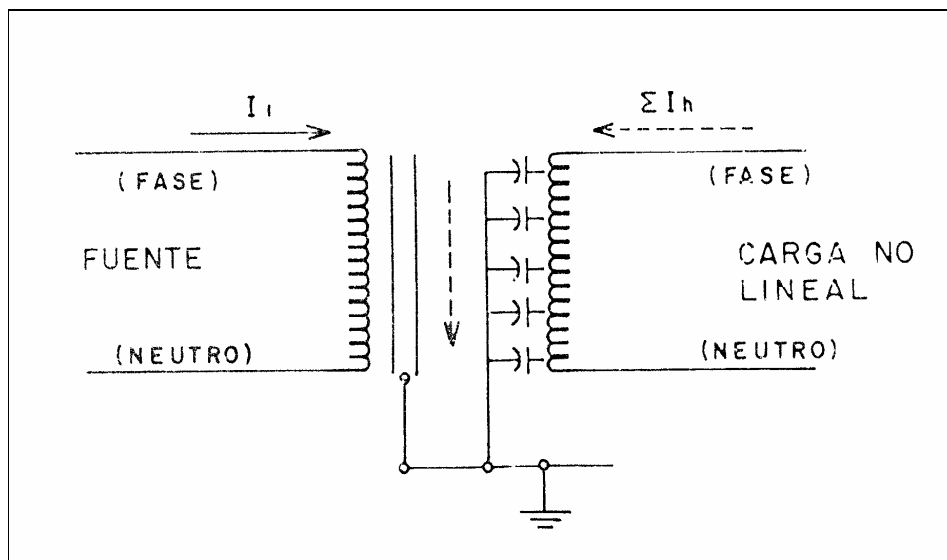 I₁
ΣIh
(FASE)
(FASE)
FUENTE
CARGA NO
LINEAL
(NEUTRO)
(NEUTRO)